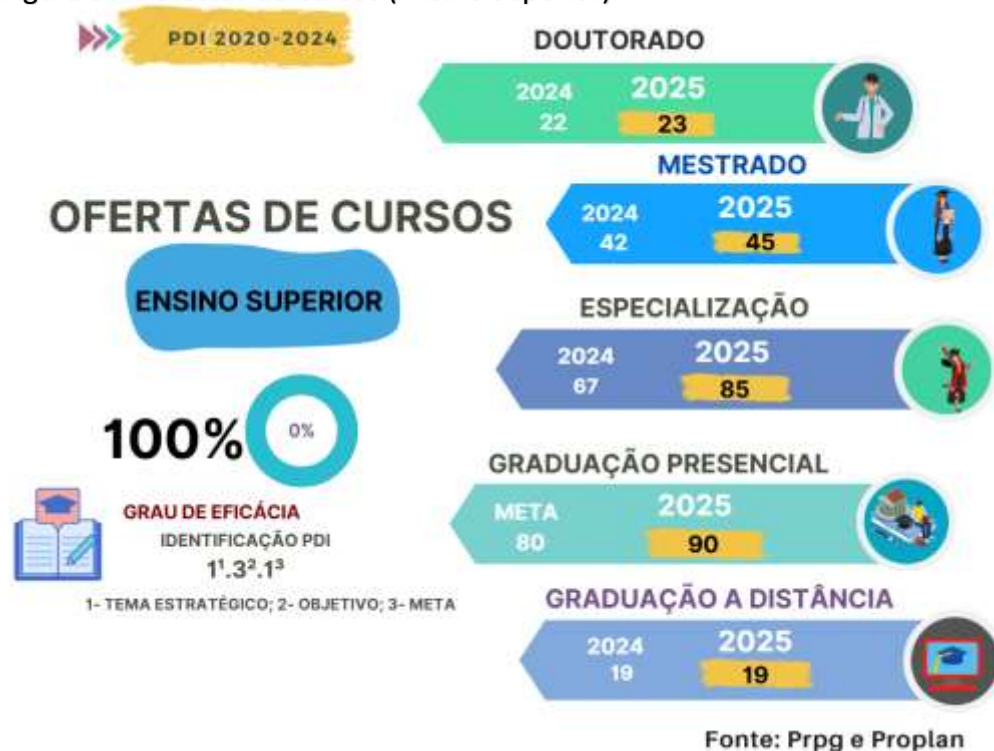 PDI 2020-2024
DOUTORADO
2024 2025
22 23
MESTRADO
2024 2025
42 45
OFERTAS DE CURSOS
ENSINO SUPERIOR
ESPECIALIZAÇÃO
2024 2025
67 85
100% 0%
GRAU DE EFICÁCIA
IDENTIFICAÇÃO PDI
1¹.3².1³
1- TEMA ESTRATÉGICO; 2- OBJETIVO; 3- META
GRADUAÇÃO PRESENCIAL
META 2025
80 90
GRADUAÇÃO A DISTÂNCIA
2024 2025
19 19
Fonte: Prpg e Proplan